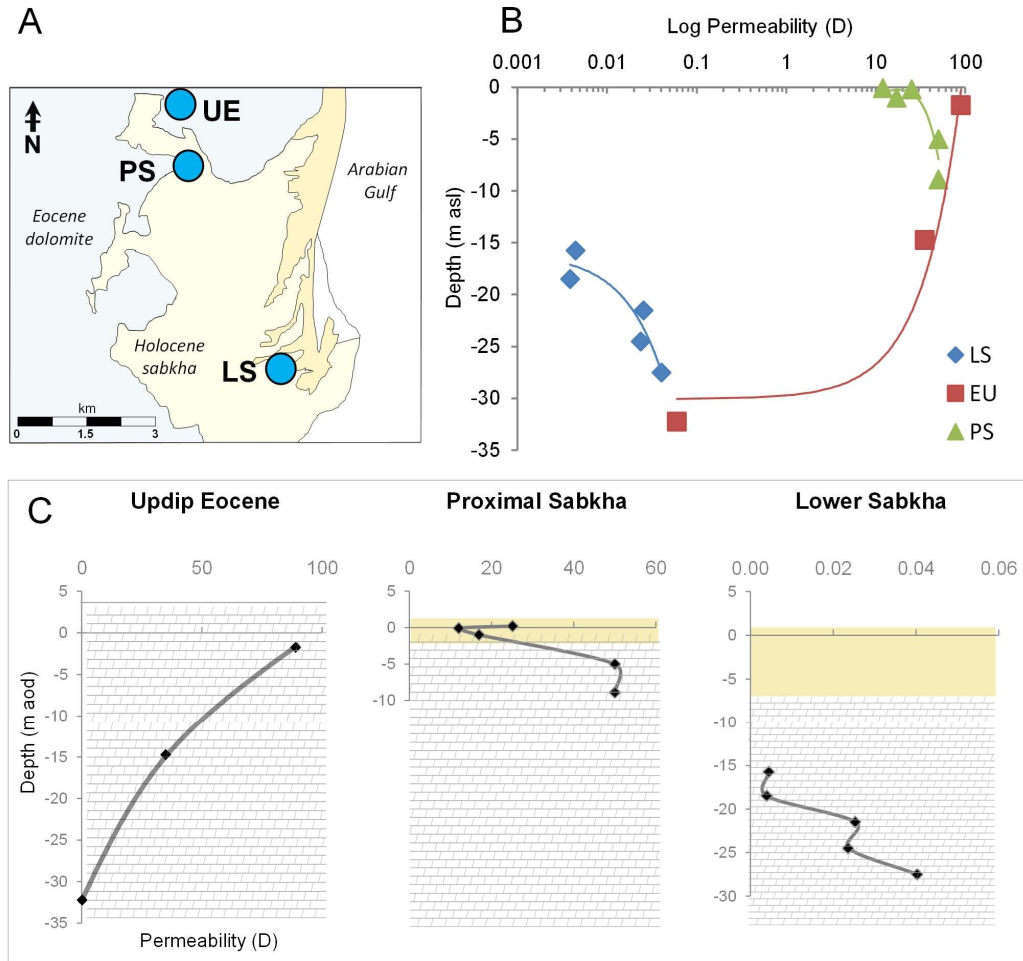 A
B
Log Permeability (D)
0.001 0.01 0.1 1 10 100
N
UE
PS
Arabian
Gulf
Eocene
dolomite
Holocene
sabkha
LS
km
0 1.5 3
Depth (m asl)
0
-5
-10
-15
-20
-25
-30
-35
LS
EU
PS
C
Updip Eocene
0 50 100
Depth (m aod)
5
0
-5
-10
-15
-20
-25
-30
-35
Permeability (D)
Proximal Sabkha
0 20 40 60
5
0
-5
-10
Lower Sabkha
0.00 0.02 0.04 0.06
5
0
-5
-10
-15
-20
-25
-30